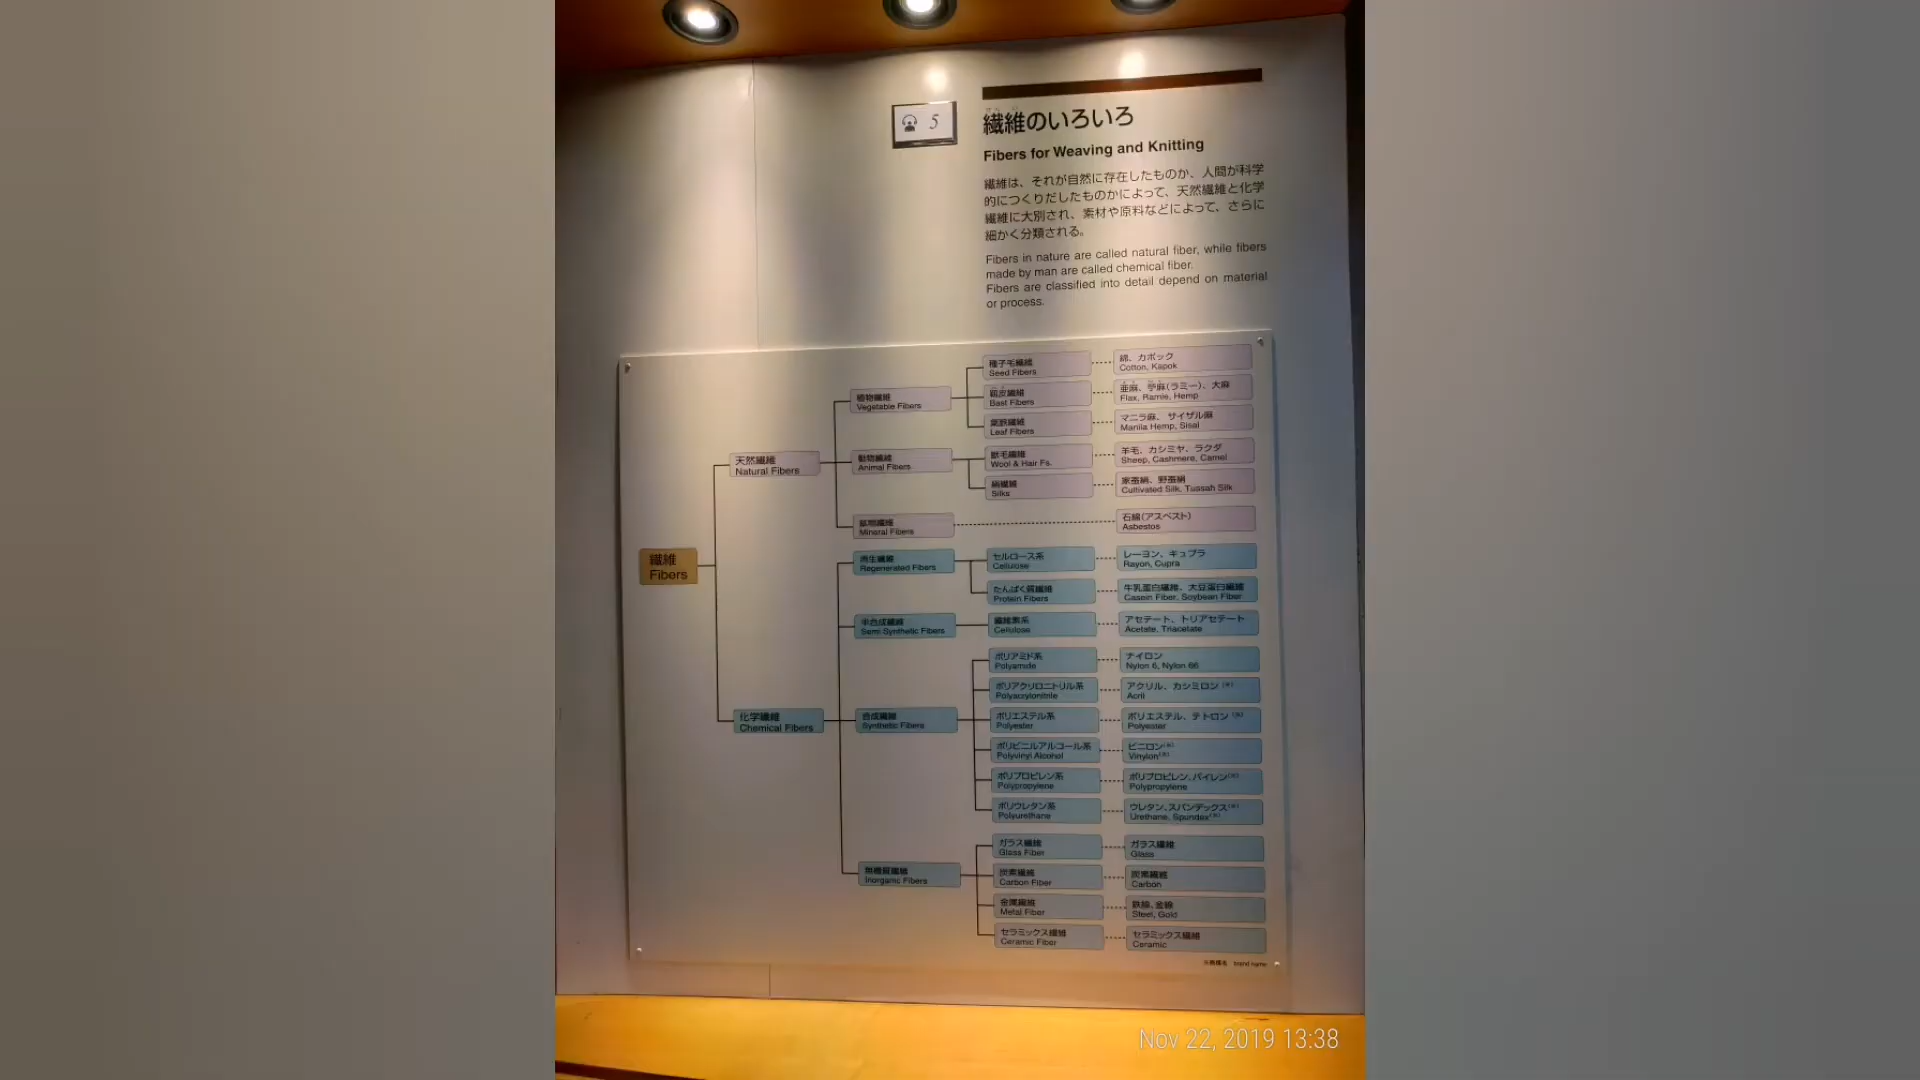 5
繊維のいろいろ
Fibers for Weaving and Knitting
繊維は、それが自然に存在したものか、人間が科学
的につくりだしたものかによって、天然繊維と化学
繊維に大別され、素材や原料などによって、さらに
細かく分類される。
Fibers in nature are called natural fiber, while fibers
made by man are called chemical fiber.
Fibers are classified into detail depend on material
or process.
繊維
Fibers
天然繊維
Natural Fibers
植物繊維
Vegetable Fibers
種子毛繊維
Seed Fibers
綿、カポック
Cotton, Kapok
靭皮繊維
Bast Fibers
亜麻、苧麻(ラミー)、大麻
Flax, Ramie, Hemp
葉脈繊維
Leaf Fibers
マニラ麻、サイザル麻
Manila Hemp, Sisal
動物繊維
Animal Fibers
獣毛繊維
Wool & Hair Fs.
羊毛、カシミヤ、ラクダ
Sheep, Cashmere, Camel
絹繊維
Silks
家蚕絹、野蚕絹
Cultivated Silk, Tussah Silk
鉱物繊維
Mineral Fibers
石綿(アスベスト)
Asbestos
化学繊維
Chemical Fibers
再生繊維
Regenerated Fibers
セルロース系
Cellulose
レーヨン、キュプラ
Rayon, Cupra
たんぱく質繊維
Protein Fibers
牛乳蛋白繊維、大豆蛋白繊維
Casein Fiber, Soybean Fiber
半合成繊維
Semi Synthetic Fibers
繊維素系
Cellulose
アセテート、トリアセテート
Acetate, Triacetate
合成繊維
Synthetic Fibers
ポリアミド系
Polyamide
ナイロン
Nylon 6, Nylon 66
ポリアクリロニトリル系
Polyacrylonitrile
アクリル、カシミロン(※)
Acril
ポリエステル系
Polyester
ポリエステル、テトロン(※)
Polyester
ポリビニルアルコール系
Polyvinyl Alcohol
ビニロン(※)
Vinylon(※)
ポリプロピレン系
Polypropylene
ポリプロピレン、パイレン(※)
Polypropylene
ポリウレタン系
Polyurethane
ウレタン、スパンデックス(※)
Urethane, Spundex(※)
無機質繊維
Inorganic Fibers
ガラス繊維
Glass Fiber
ガラス繊維
Glass
炭素繊維
Carbon Fiber
炭素繊維
Carbon
金属繊維
Metal Fiber
鉄線、金線
Steel, Gold
セラミックス繊維
Ceramic Fiber
セラミックス繊維
Ceramic
※商標名 brand name
Nov 22, 2019 13:38